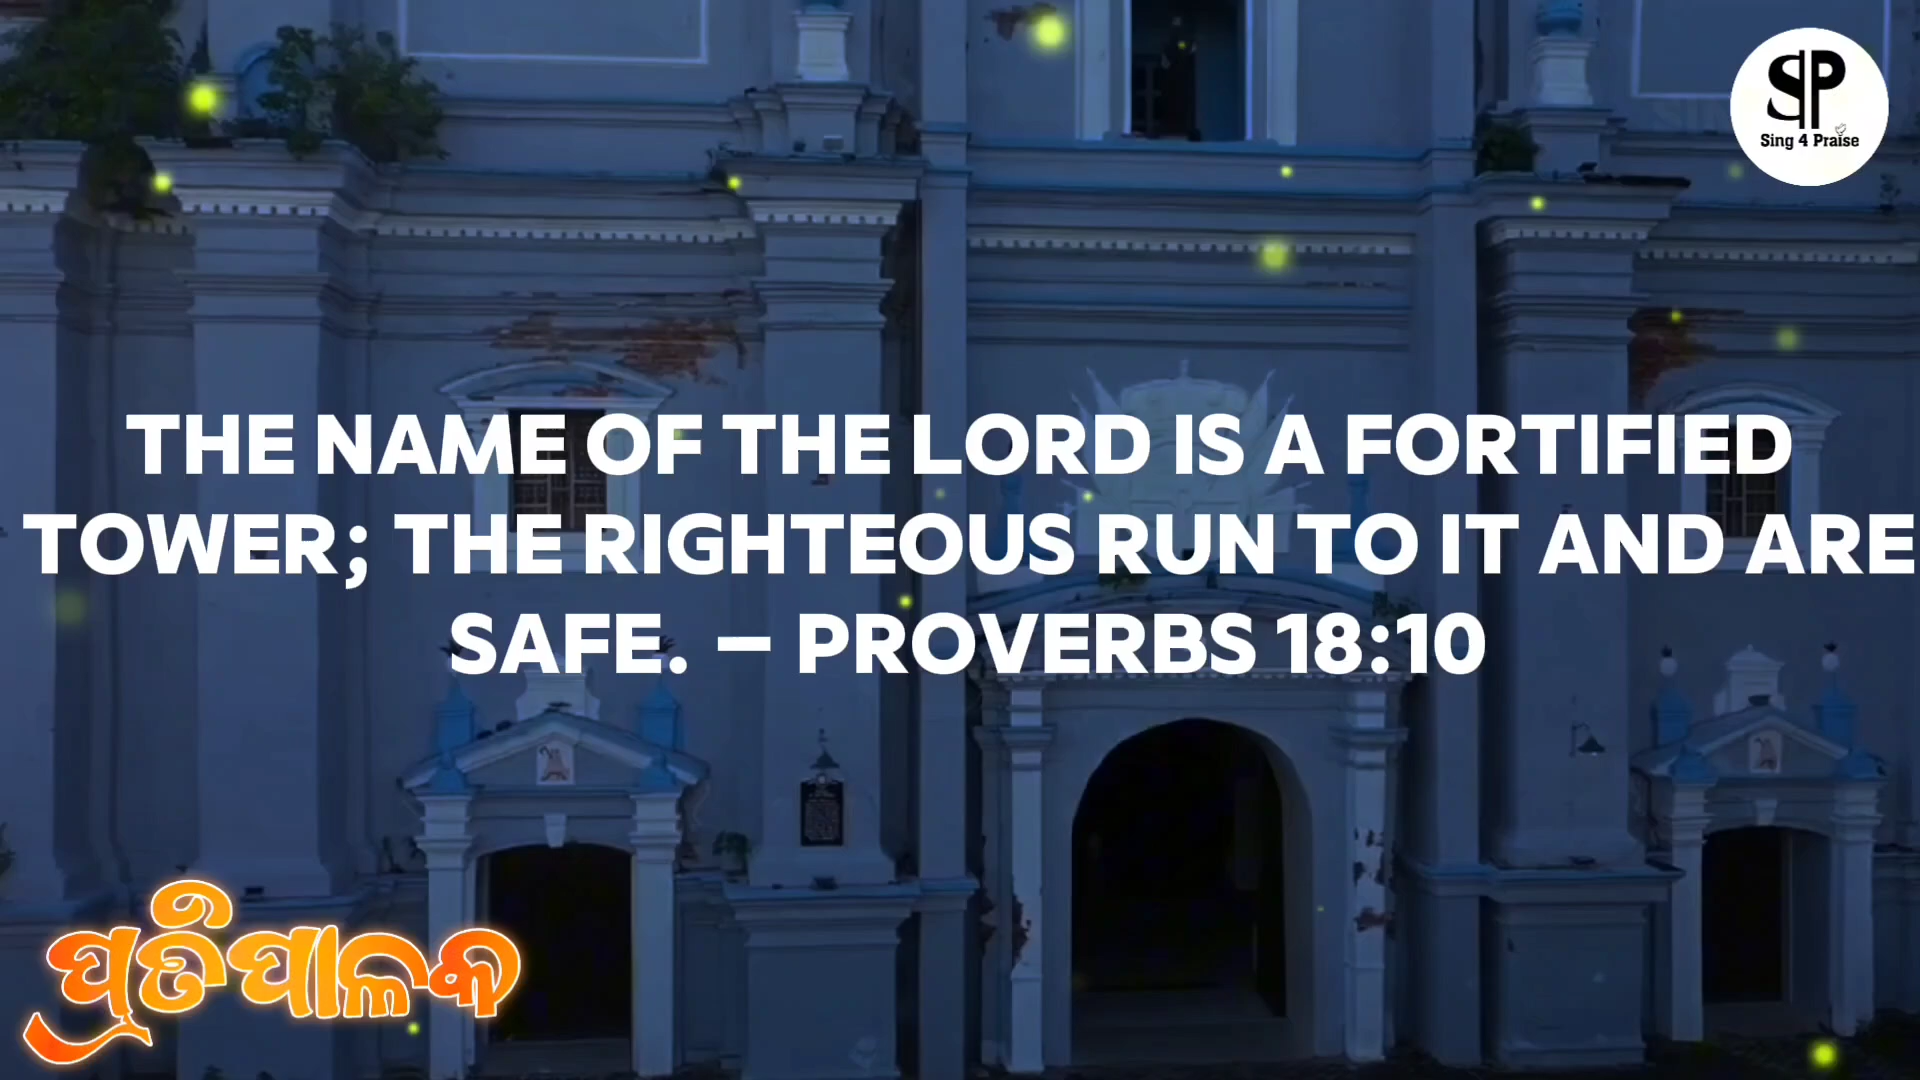 SP
Sing 4 Praise
THE NAME OF THE LORD IS A FORTIFIED
TOWER; THE RIGHTEOUS RUN TO IT AND ARE
SAFE. – PROVERBS 18:10
ପ୍ରତିପାଳକ